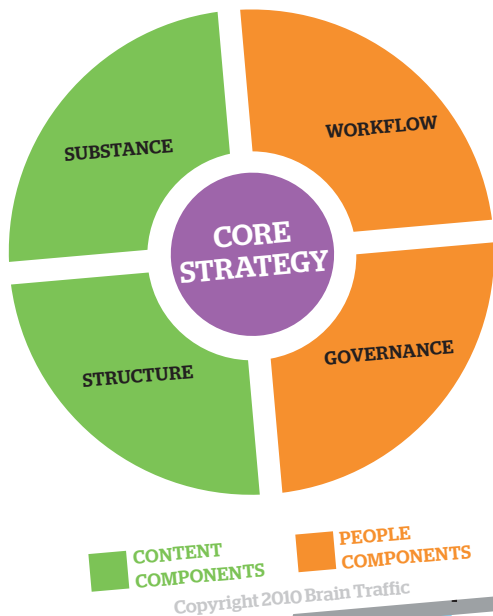 SUBSTANCE
WORKFLOW
CORE
STRATEGY
STRUCTURE
GOVERNANCE
CONTENT
COMPONENTS
PEOPLE
COMPONENTS
Copyright 2010 Brain Traffic